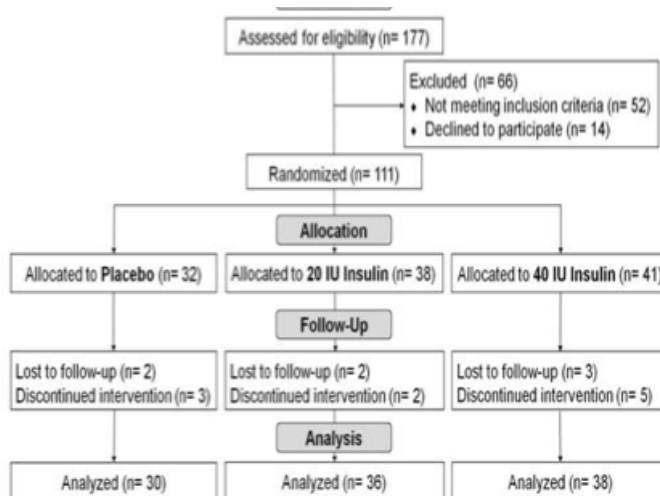 Assessed for eligibility (n= 177)
Excluded (n= 66)
♦ Not meeting inclusion criteria (n= 52)
♦ Declined to participate (n= 14)
Randomized (n= 111)
Allocation
Allocated to Placebo (n= 32)
Allocated to 20 IU Insulin (n= 38)
Allocated to 40 IU Insulin (n= 41)
Follow-Up
Lost to follow-up (n= 2)
Discontinued intervention (n= 3)
Lost to follow-up (n= 2)
Discontinued intervention (n= 2)
Lost to follow-up (n= 3)
Discontinued intervention (n= 5)
Analysis
Analyzed (n= 30)
Analyzed (n= 36)
Analyzed (n= 38)